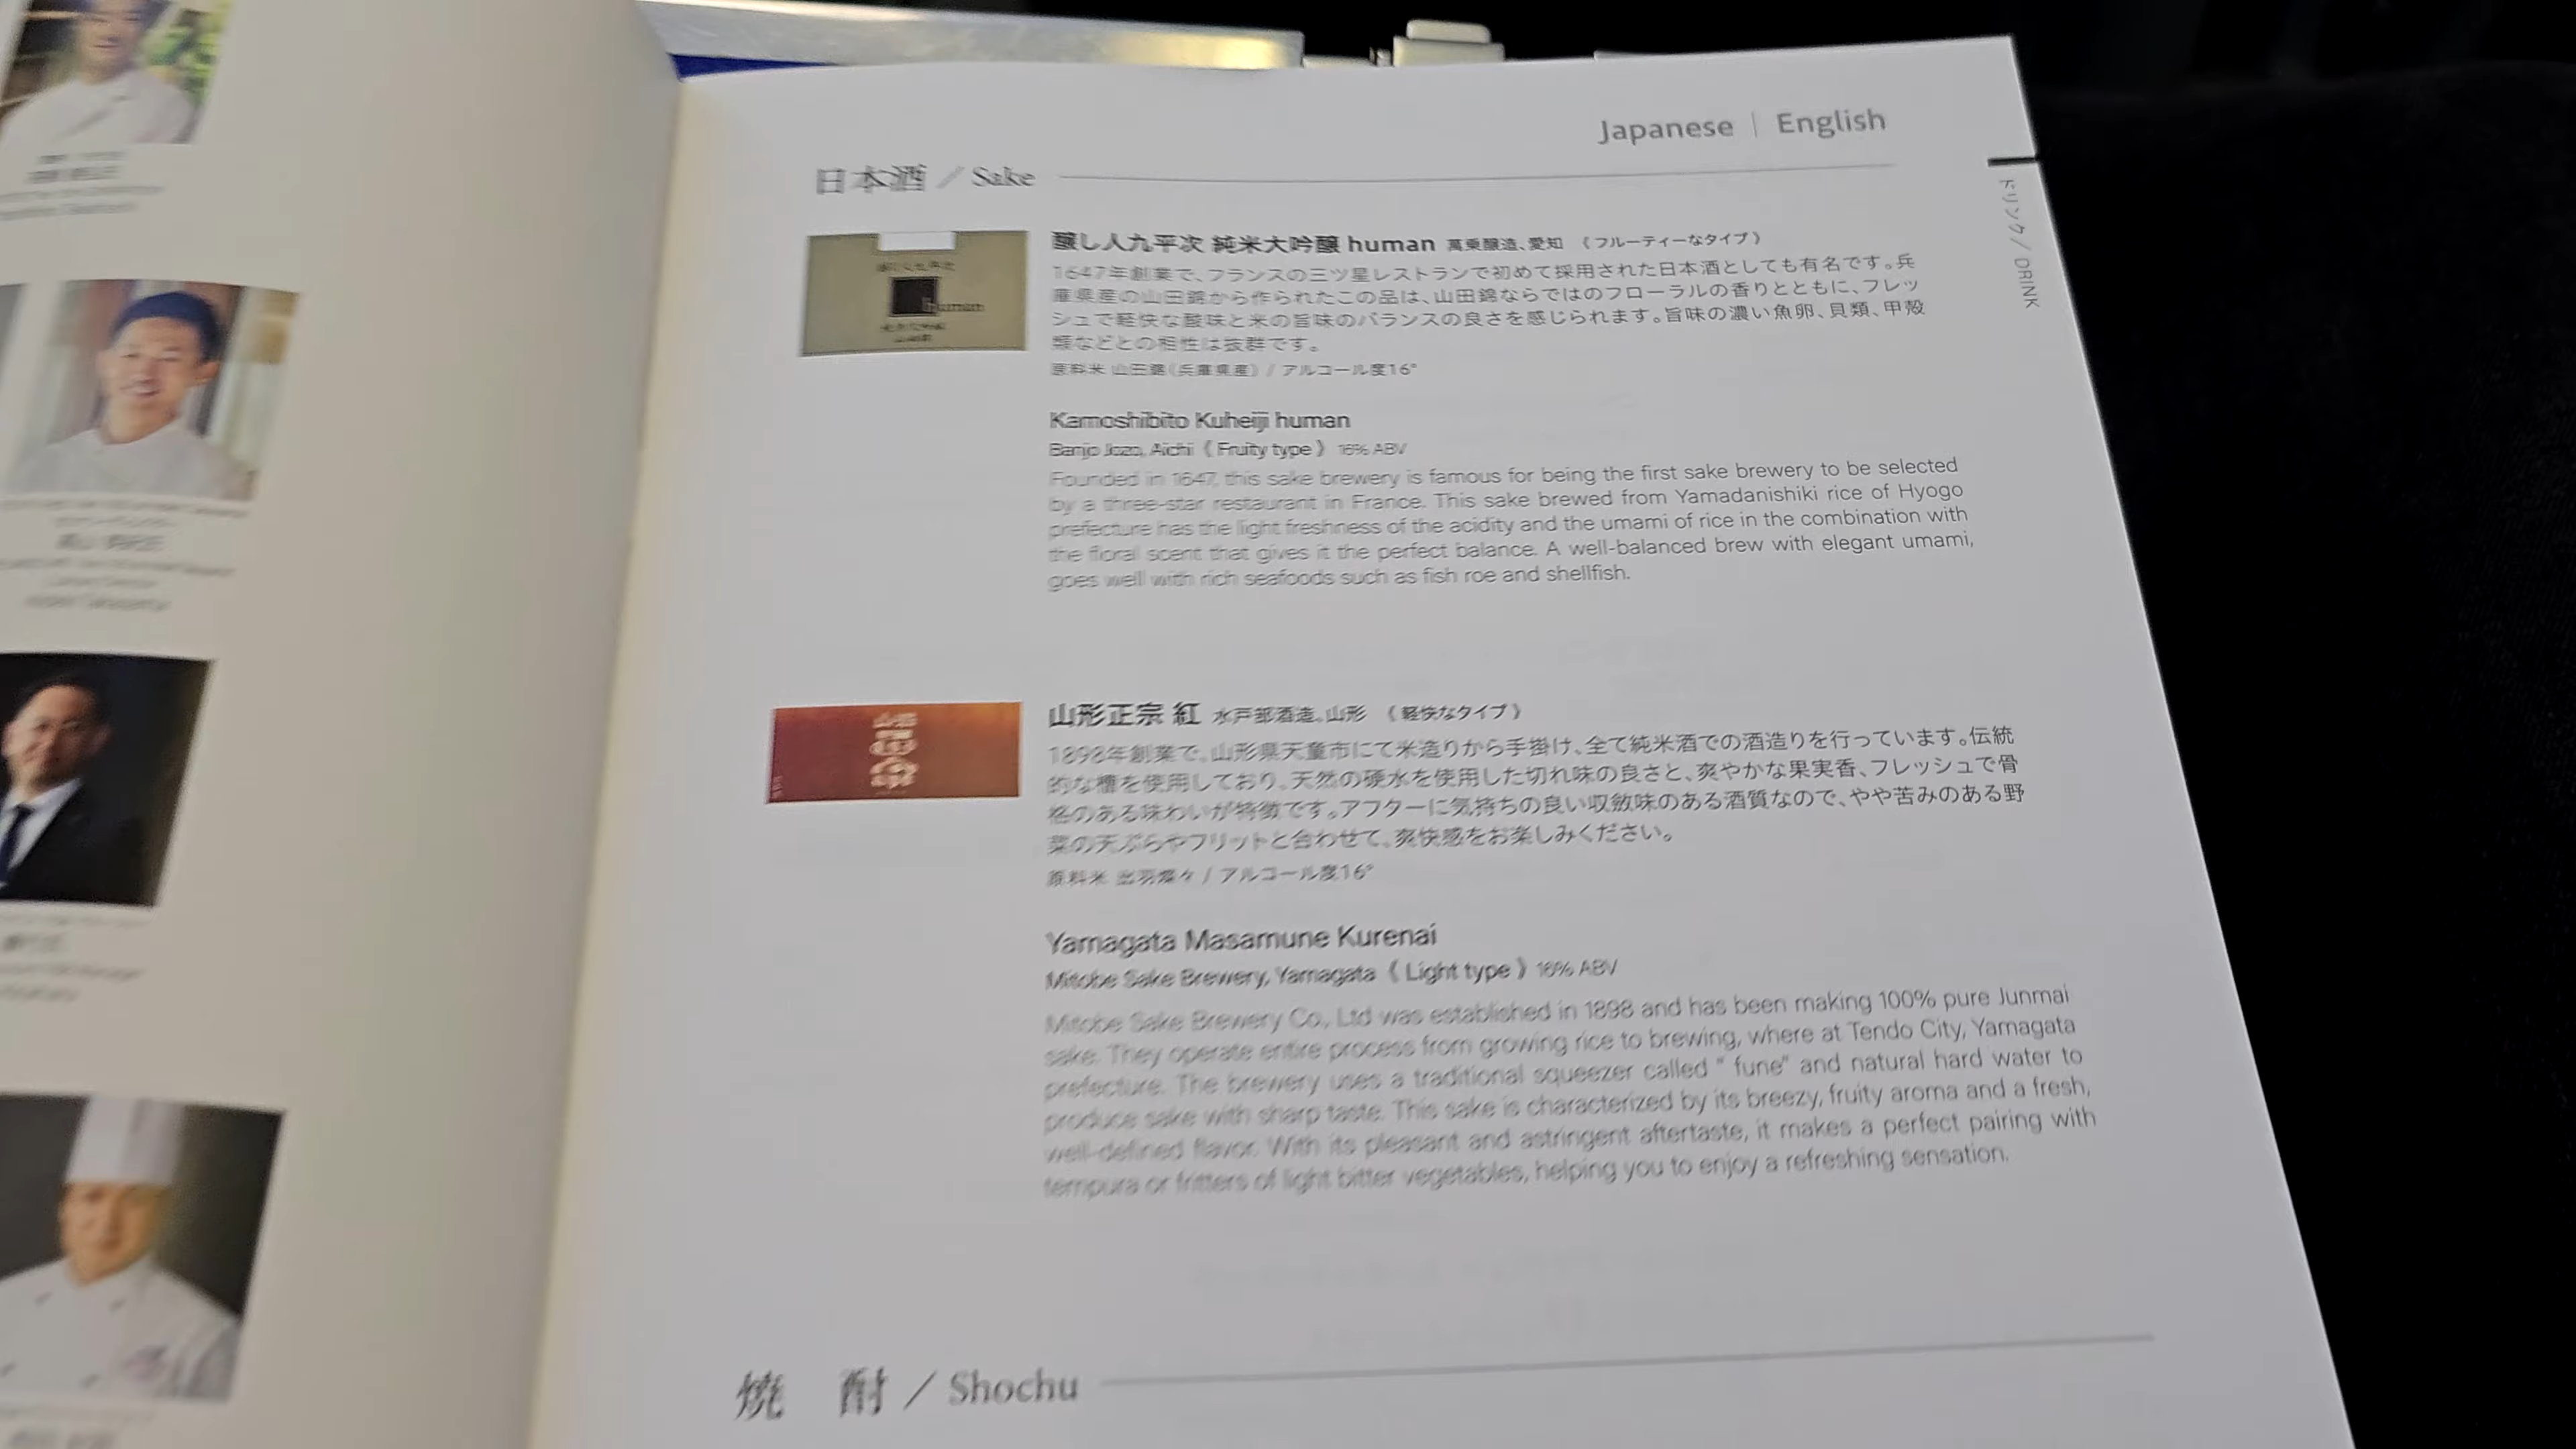 Japanese | English
日本酒 / Sake
醸し人九平次 純米大吟醸 human 萬乗醸造、愛知 《フルーティーなタイプ》
1647年創業で、フランスの三ツ星レストランで初めて採用された日本酒としても有名です。兵
庫県産の山田錦から作られたこの品は、山田錦ならではのフローラルの香りとともに、フレッ
シュで軽快な酸味と米の旨味のバランスの良さを感じられます。旨味の濃い魚卵、貝類、甲殻
類などとの相性は抜群です。
原料米 山田錦(兵庫県産) / アルコール度16°
human
Kamoshibito Kuheiji human
Banjo Jozo, Aichi《 Fruity type 》 16% ABV
Founded in 1647, this sake brewery is famous for being the first sake brewery to be selected
by a three-star restaurant in France. This sake brewed from Yamadanishiki rice of Hyogo
prefecture has the light freshness of the acidity and the umami of rice in the combination with
the floral scent that gives it the perfect balance. A well-balanced brew with elegant umami,
goes well with rich seafoods such as fish roe and shellfish.
山形正宗 紅 水戸部酒造、山形 《軽快なタイプ》
1898年創業で、山形県天童市にて米造りから手掛け、全て純米酒での酒造りを行っています。伝統
的な槽を使用しており、天然の硬水を使用した切れ味の良さと、爽やかな果実香、フレッシュで骨
格のある味わいが特徴です。アフターに気持ちの良い収斂味のある酒質なので、やや苦みのある野
菜の天ぷらやフリットと合わせて、爽快感をお楽しみください。
原料米 出羽燦々 / アルコール度16°
Yamagata Masamune Kurenai
Mitobe Sake Brewery, Yamagata《 Light type 》16% ABV
Mitobe Sake Brewery Co., Ltd was established in 1898 and has been making 100% pure Junmai
sake. They operate entire process from growing rice to brewing, where at Tendo City, Yamagata
prefecture. The brewery uses a traditional squeezer called " fune" and natural hard water to
produce sake with sharp taste. This sake is characterized by its breezy, fruity aroma and a fresh,
well-defined flavor. With its pleasant and astringent aftertaste, it makes a perfect pairing with
tempura or fritters of light bitter vegetables, helping you to enjoy a refreshing sensation.
焼 酎 / Shochu
ドリンク / DRINK